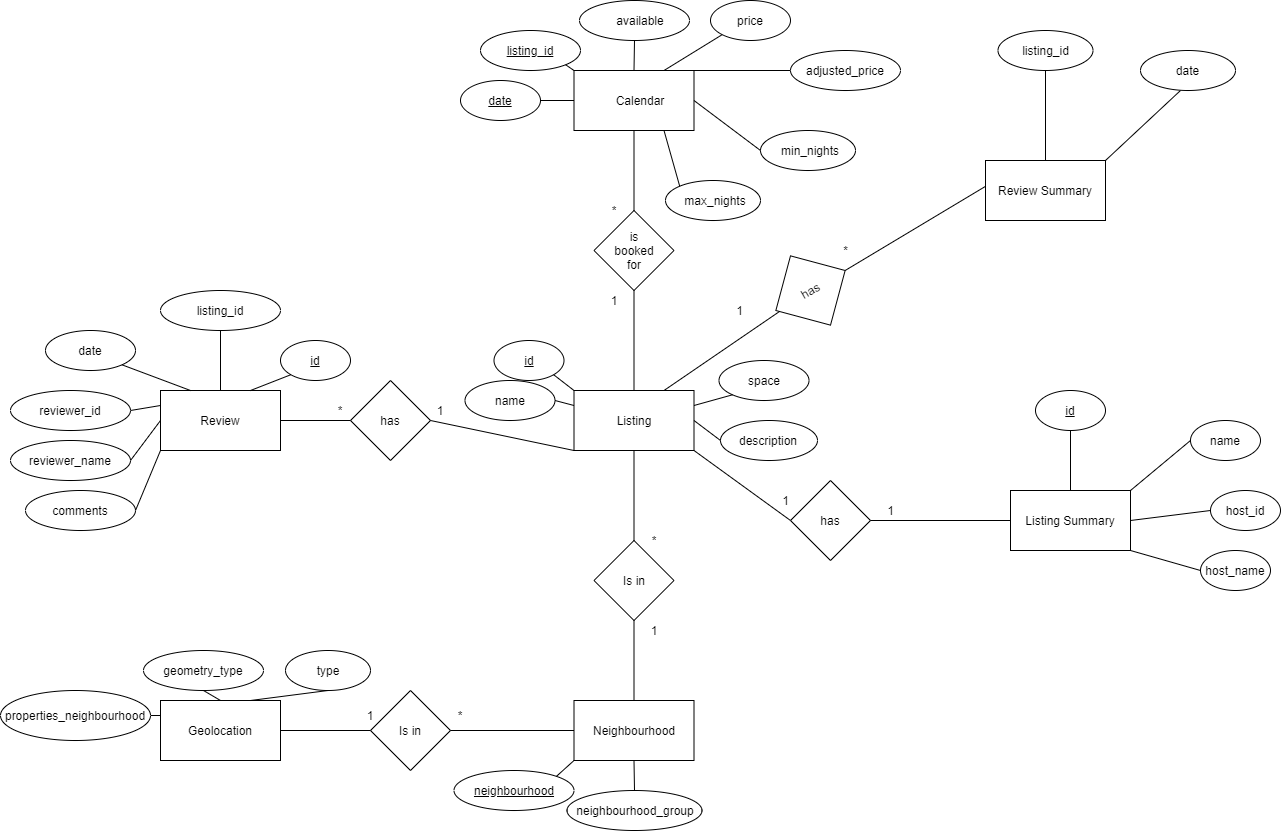 available
price
listing_id
listing_id
adjusted_price
date
date
Calendar
min_nights
max_nights
Review Summary
*
is
booked
for
*
has
1
1
listing_id
date
id
id
space
name
reviewer_id
*
1
id
Review
has
Listing
description
name
reviewer_name
comments
1
1
host_id
has
Listing Summary
*
host_name
Is in
1
geometry_type
type
properties_neighbourhood
1
*
Geolocation
Is in
Neighbourhood
neighbourhood
neighbourhood_group